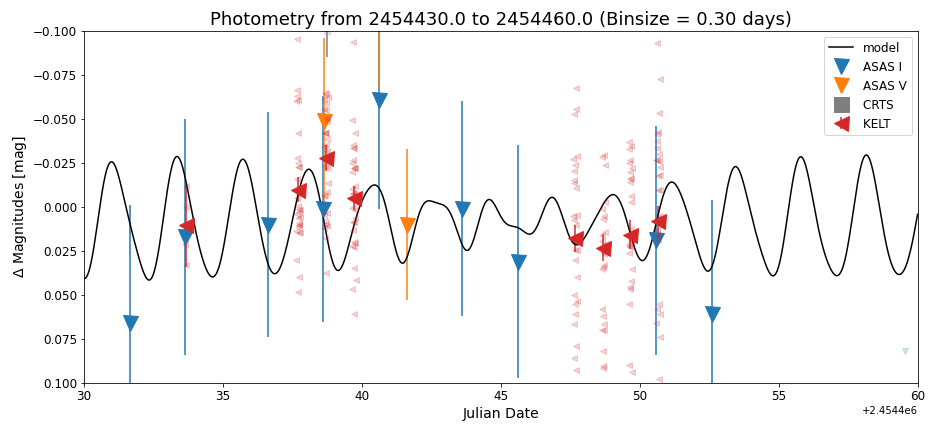 Photometry from 2454430.0 to 2454460.0 (Binsize = 0.30 days)
−0.100
−0.075
−0.050
−0.025
0.000
0.025
0.050
0.075
0.100
Δ Magnitudes [mag]
model
ASAS I
ASAS V
CRTS
KELT
30 35 40 45 50 55 60
+2.4544e6
Julian Date